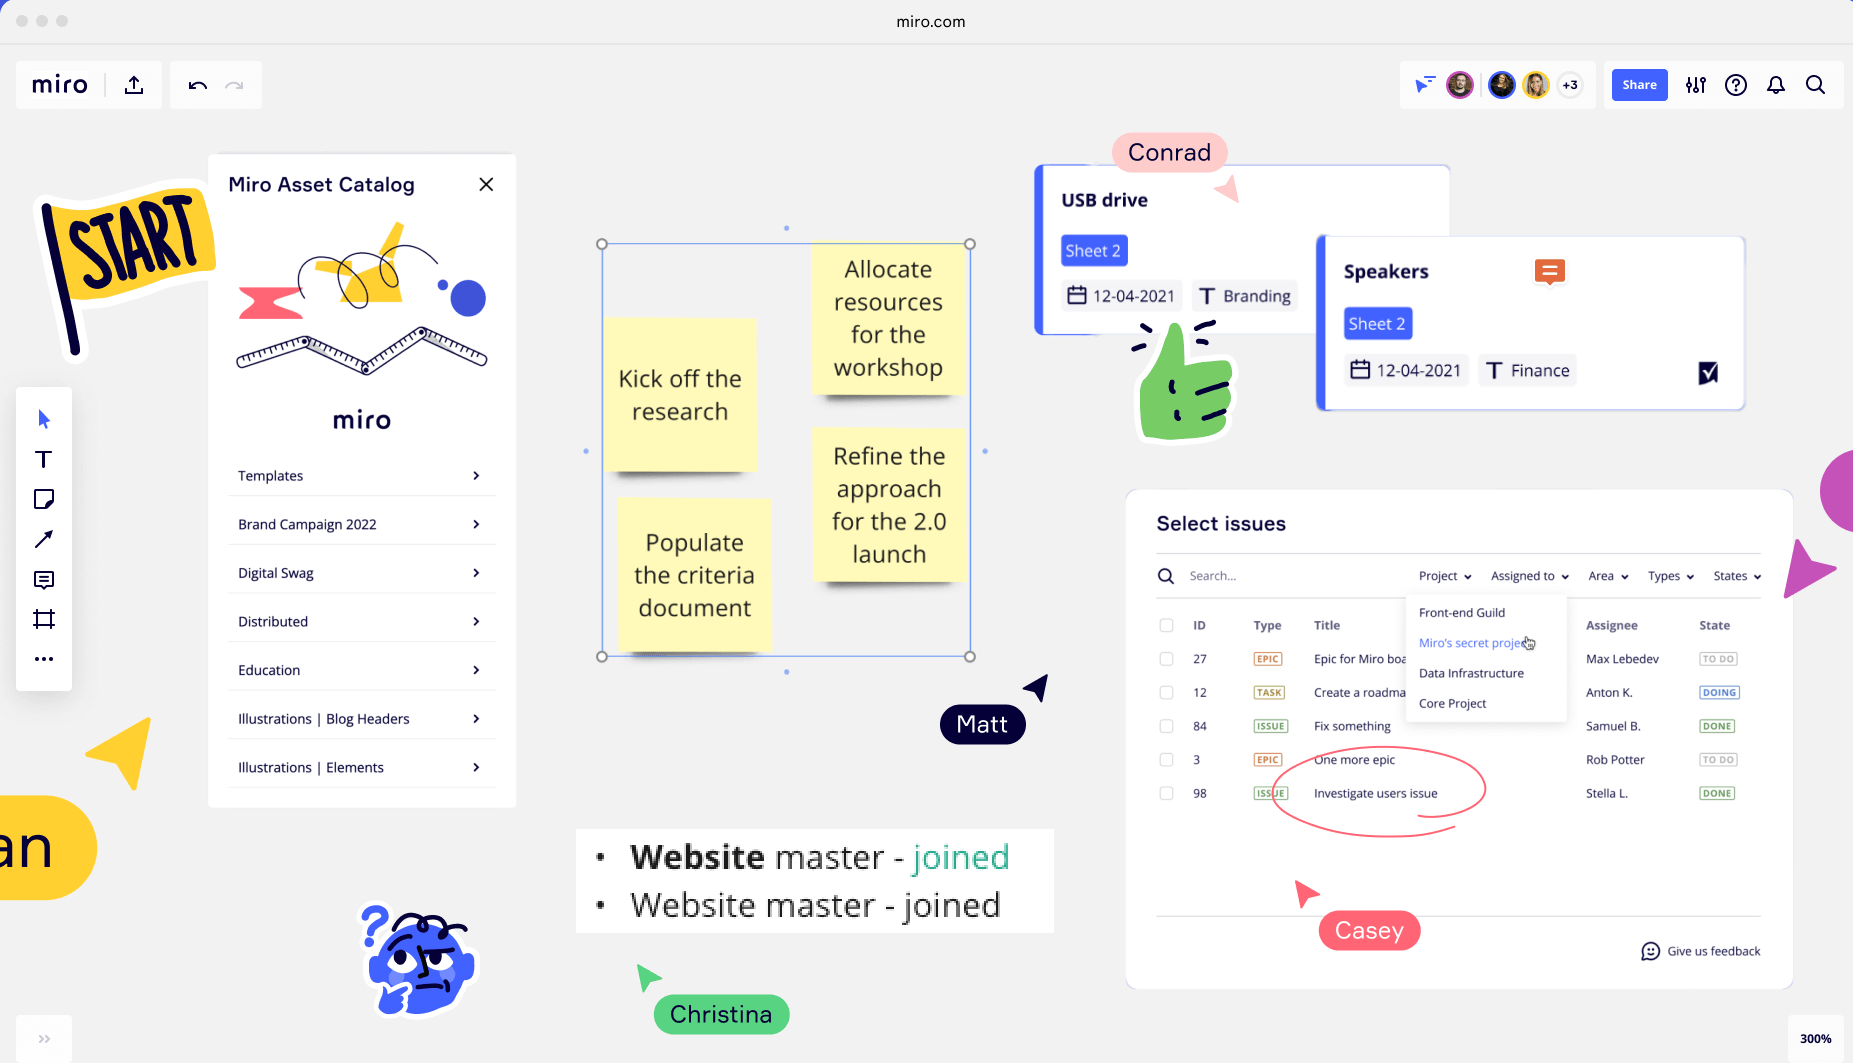 miro.com
miro
+3
Share
START
Miro Asset Catalog
miro
Templates
Brand Campaign 2022
Digital Swag
Distributed
Education
Illustrations | Blog Headers
Illustrations | Elements
Kick off the
research
Allocate
resources
for the
workshop
Populate
the criteria
document
Refine the
approach
for the 2.0
launch
Matt
Conrad
USB drive
Sheet 2
12-04-2021 T Branding
Speakers
Sheet 2
12-04-2021 T Finance
Select issues
Search... Project Assigned to Area Types States
Front-end Guild
Miro's secret project
Data Infrastructure
Core Project
ID Type Title Assignee State
27 EPIC Epic for Miro boa Max Lebedev TO DO
12 TASK Create a roadma Anton K. DOING
84 ISSUE Fix something Samuel B. DONE
3 EPIC One more epic Rob Potter TO DO
98 ISSUE Investigate users issue Stella L. DONE
Casey
Give us feedback
an
• Website master - joined
• Website master - joined
?
Christina
300%